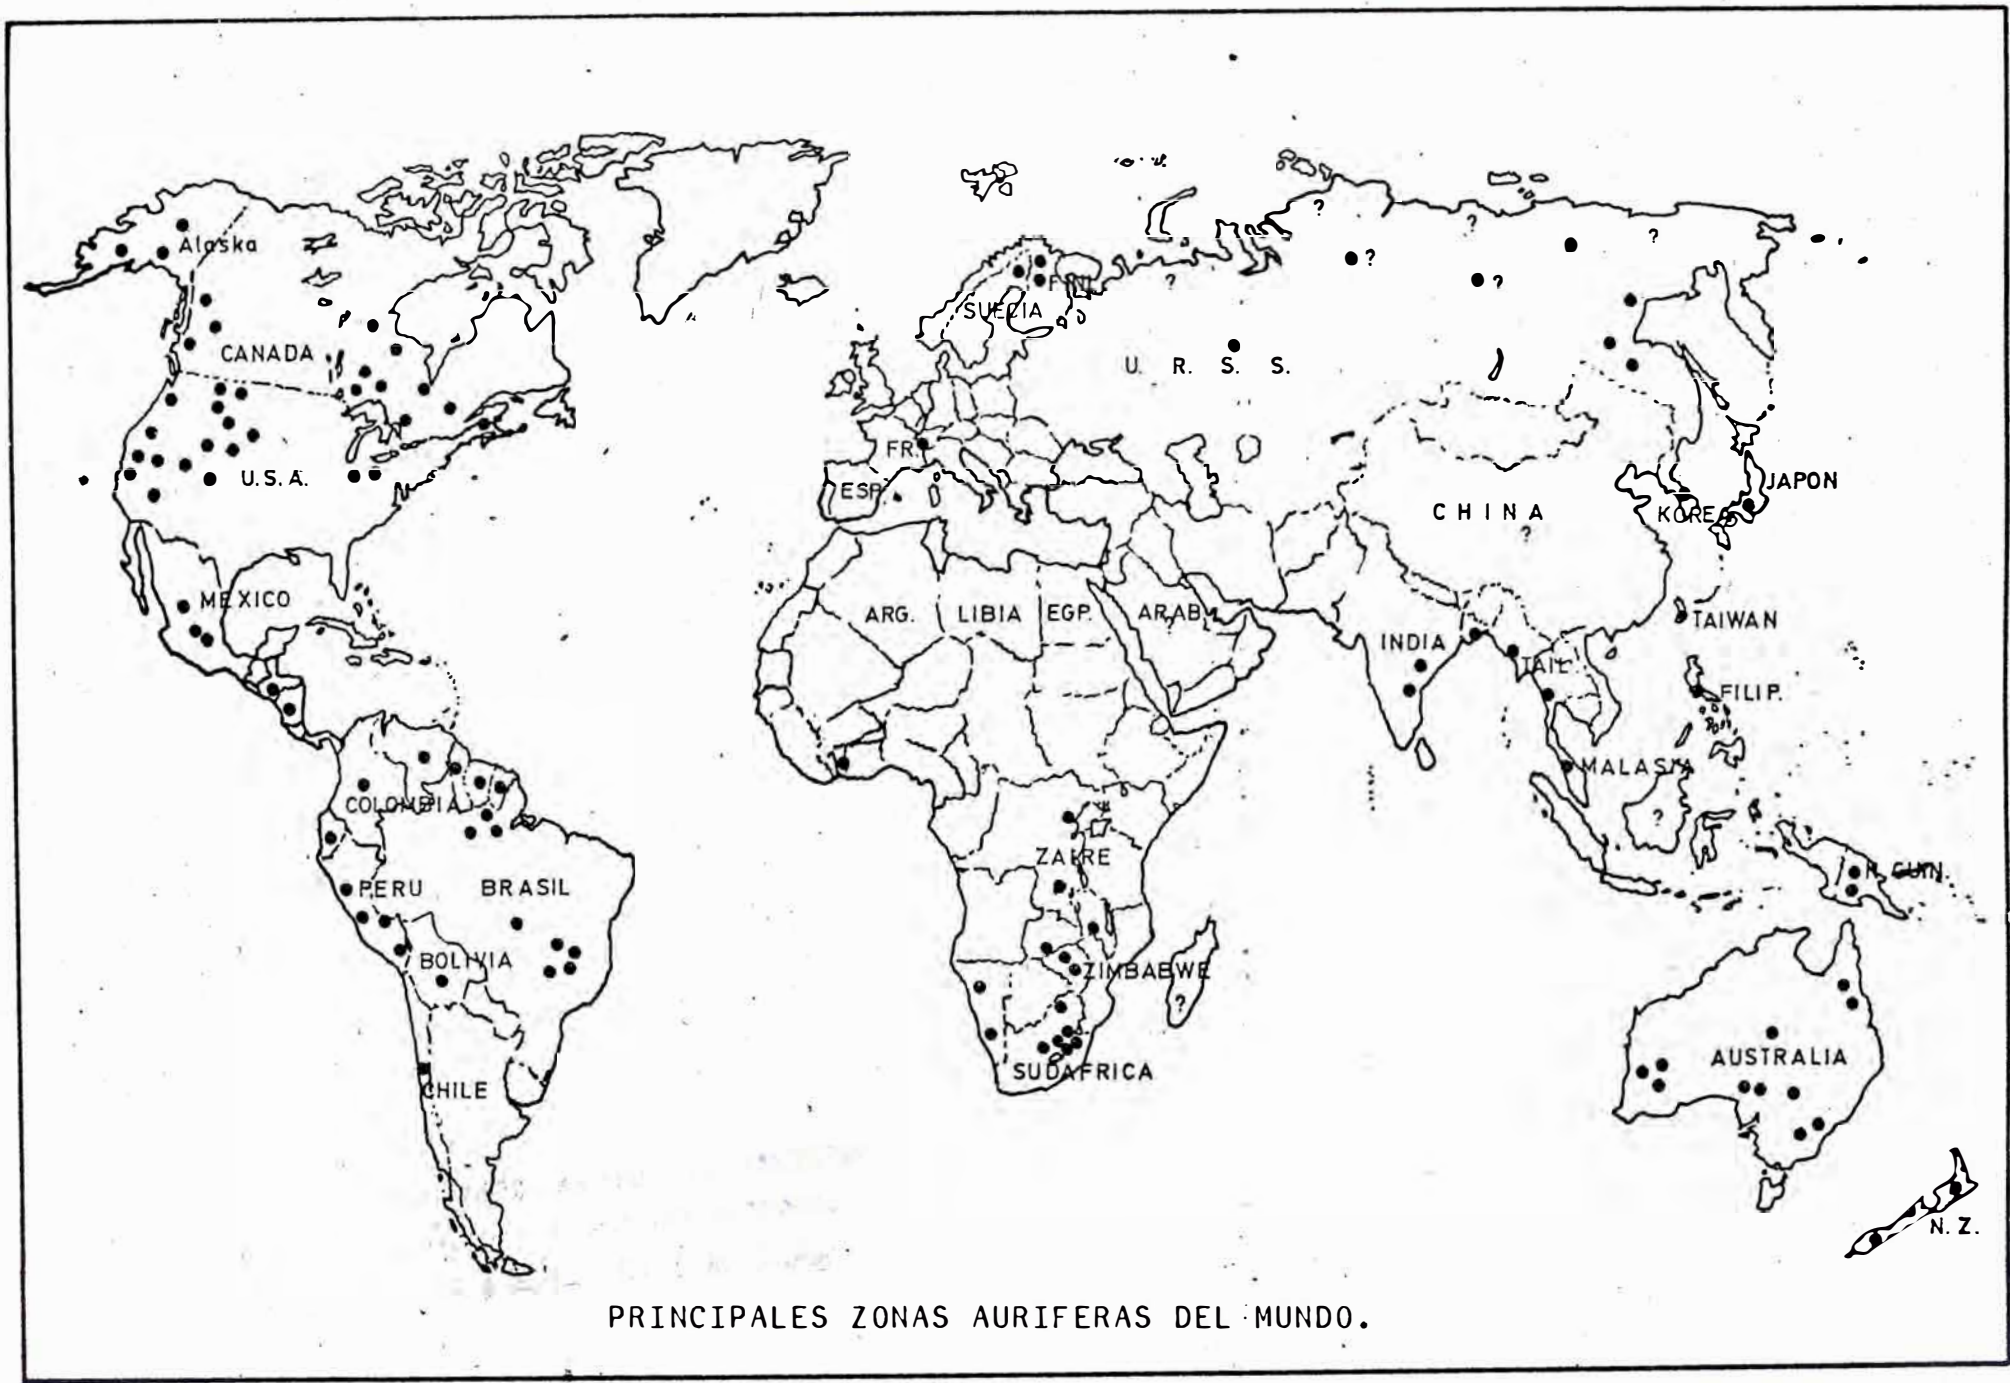 Alaska
CANADA
U.S.A.
MEXICO
COLOMBIA
PERU
BRASIL
BOLIVIA
CHILE
SUECIA
FINL
U. R. S. S.
?
?
?
?
?
?
FR.
ESP.
ARG.
LIBIA
EGP.
ARAB.
?
CHINA
?
KOREA
JAPON
TAIWAN
INDIA
TAIL
FILIP.
MALASIA
?
ZAIRE
ZIMBABWE
?
SUDAFRICA
N. GUIN.
AUSTRALIA
N. Z.
PRINCIPALES ZONAS AURIFERAS DEL MUNDO.